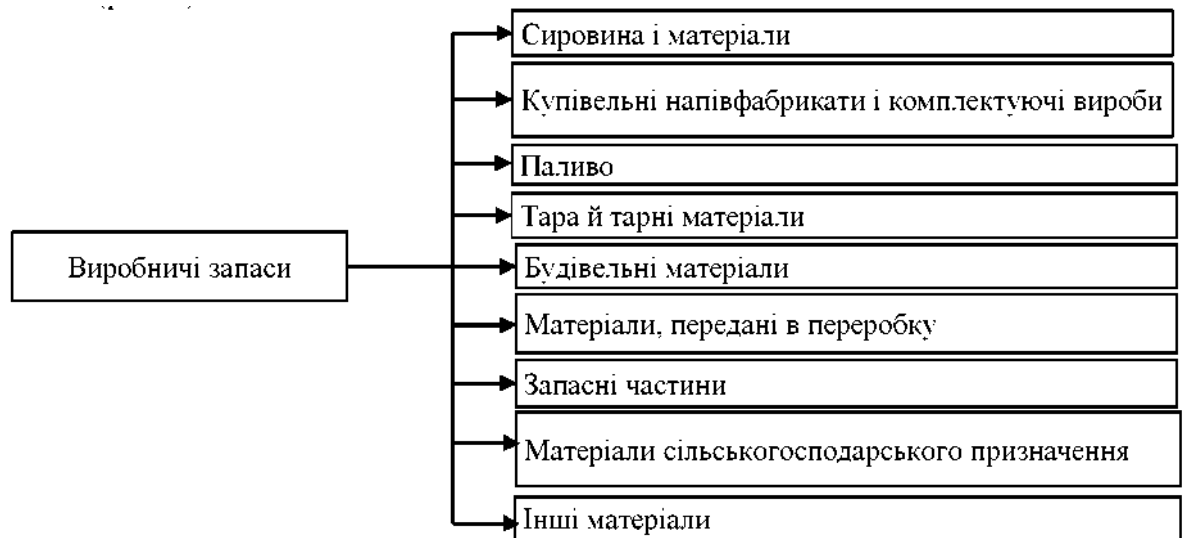 Сировина і матеріали
Купівельні напівфабрикати і комплектуючі вироби
Паливо
Тара й тарні матеріали
Виробничі запаси
Будівельні матеріали
Матеріали, передані в переробку
Запасні частини
Матеріали сільськогосподарського призначення
Інші матеріали